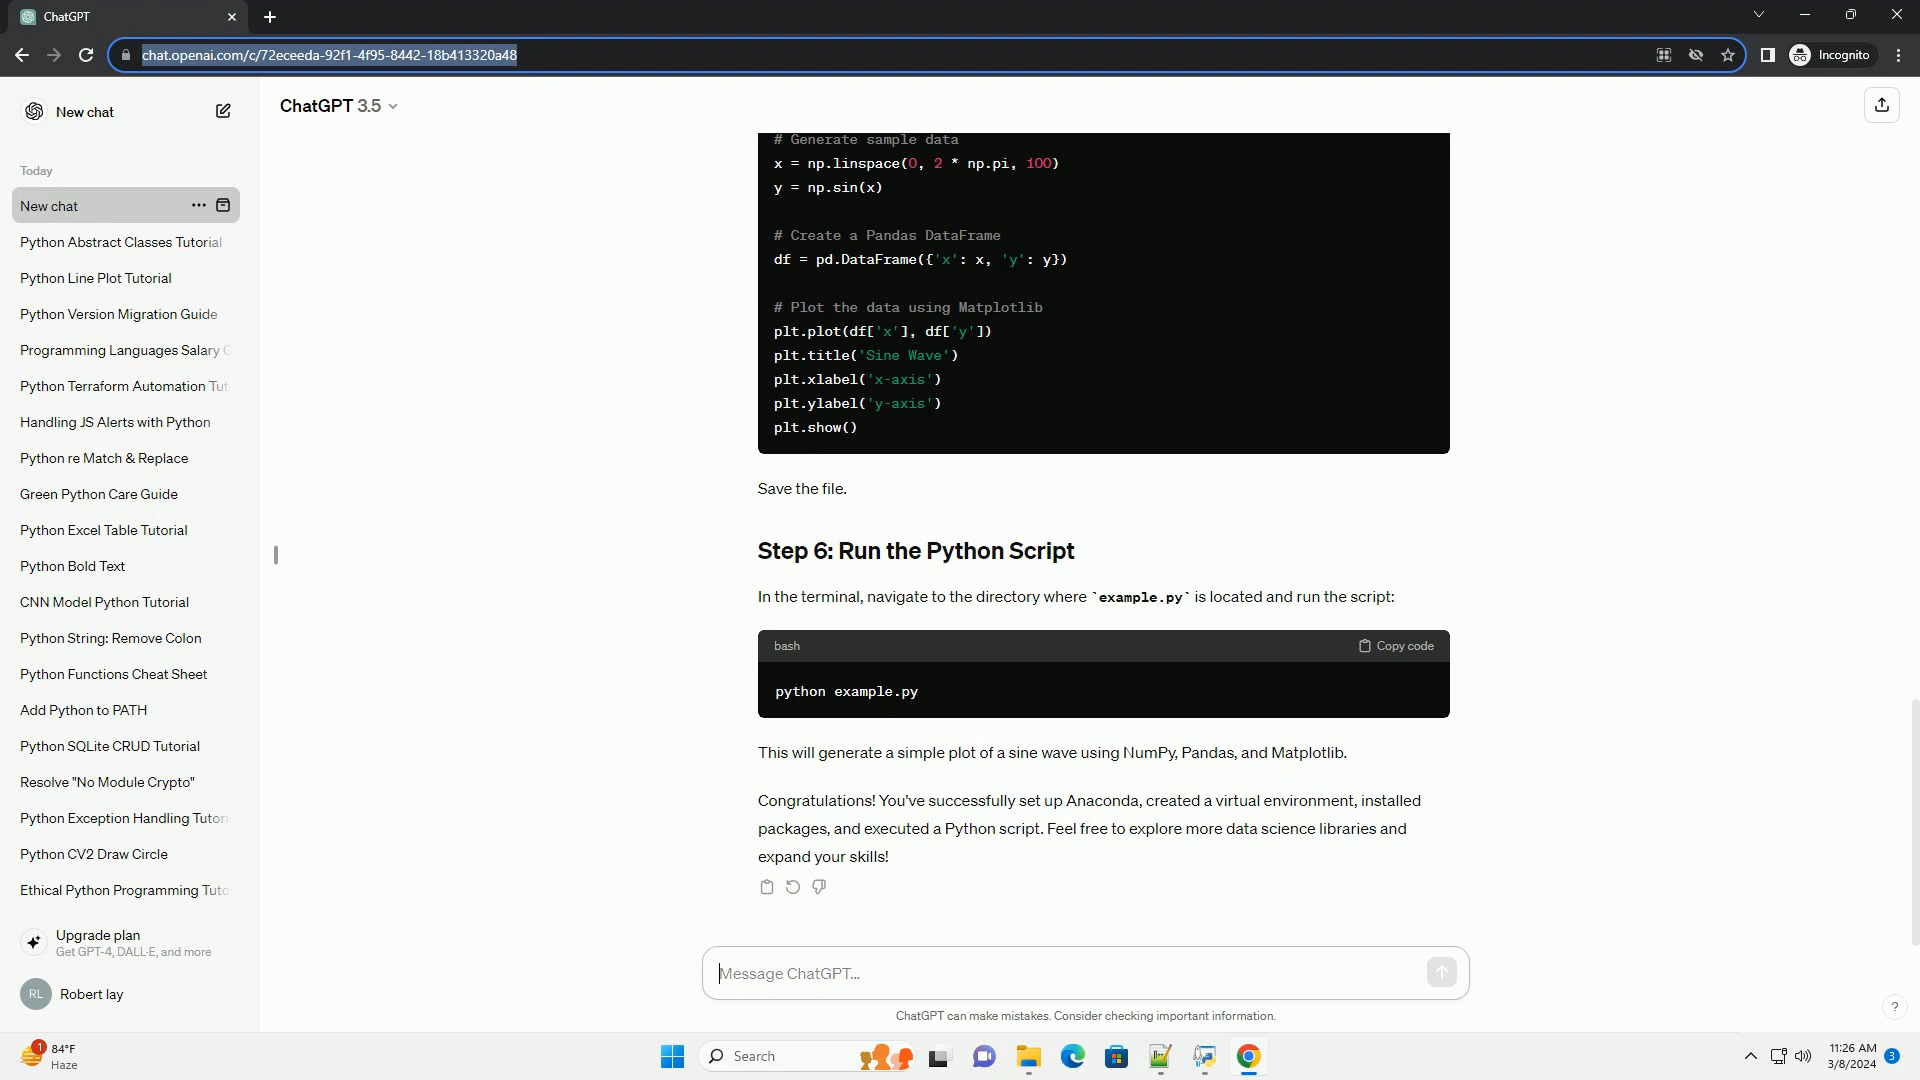 ChatGPT
chat.openai.com/c/72eceeda-92f1-4f95-8442-18b413320a48
Incognito
New chat
ChatGPT 3.5
Today
New chat
Python Abstract Classes Tutorial
Python Line Plot Tutorial
Python Version Migration Guide
Programming Languages Salary G
Python Terraform Automation Tut
Handling JS Alerts with Python
Python re Match & Replace
Green Python Care Guide
Python Excel Table Tutorial
Python Bold Text
CNN Model Python Tutorial
Python String: Remove Colon
Python Functions Cheat Sheet
Add Python to PATH
Python SQLite CRUD Tutorial
Resolve "No Module Crypto"
Python Exception Handling Tutori
Python CV2 Draw Circle
Ethical Python Programming Tuto
Upgrade plan
Get GPT-4, DALL·E, and more
RL
Robert lay
# Generate sample data
x = np.linspace(0, 2 * np.pi, 100)
y = np.sin(x)
# Create a Pandas DataFrame
df = pd.DataFrame({'x': x, 'y': y})
# Plot the data using Matplotlib
plt.plot(df['x'], df['y'])
plt.title('Sine Wave')
plt.xlabel('x-axis')
plt.ylabel('y-axis')
plt.show()
Save the file.
Step 6: Run the Python Script
In the terminal, navigate to the directory where `example.py` is located and run the script:
bash
Copy code
python example.py
This will generate a simple plot of a sine wave using NumPy, Pandas, and Matplotlib.
Congratulations! You've successfully set up Anaconda, created a virtual environment, installed
packages, and executed a Python script. Feel free to explore more data science libraries and
expand your skills!
Message ChatGPT...
ChatGPT can make mistakes. Consider checking important information.
?
1
84°F
Haze
Search
11:26 AM
3/8/2024
3